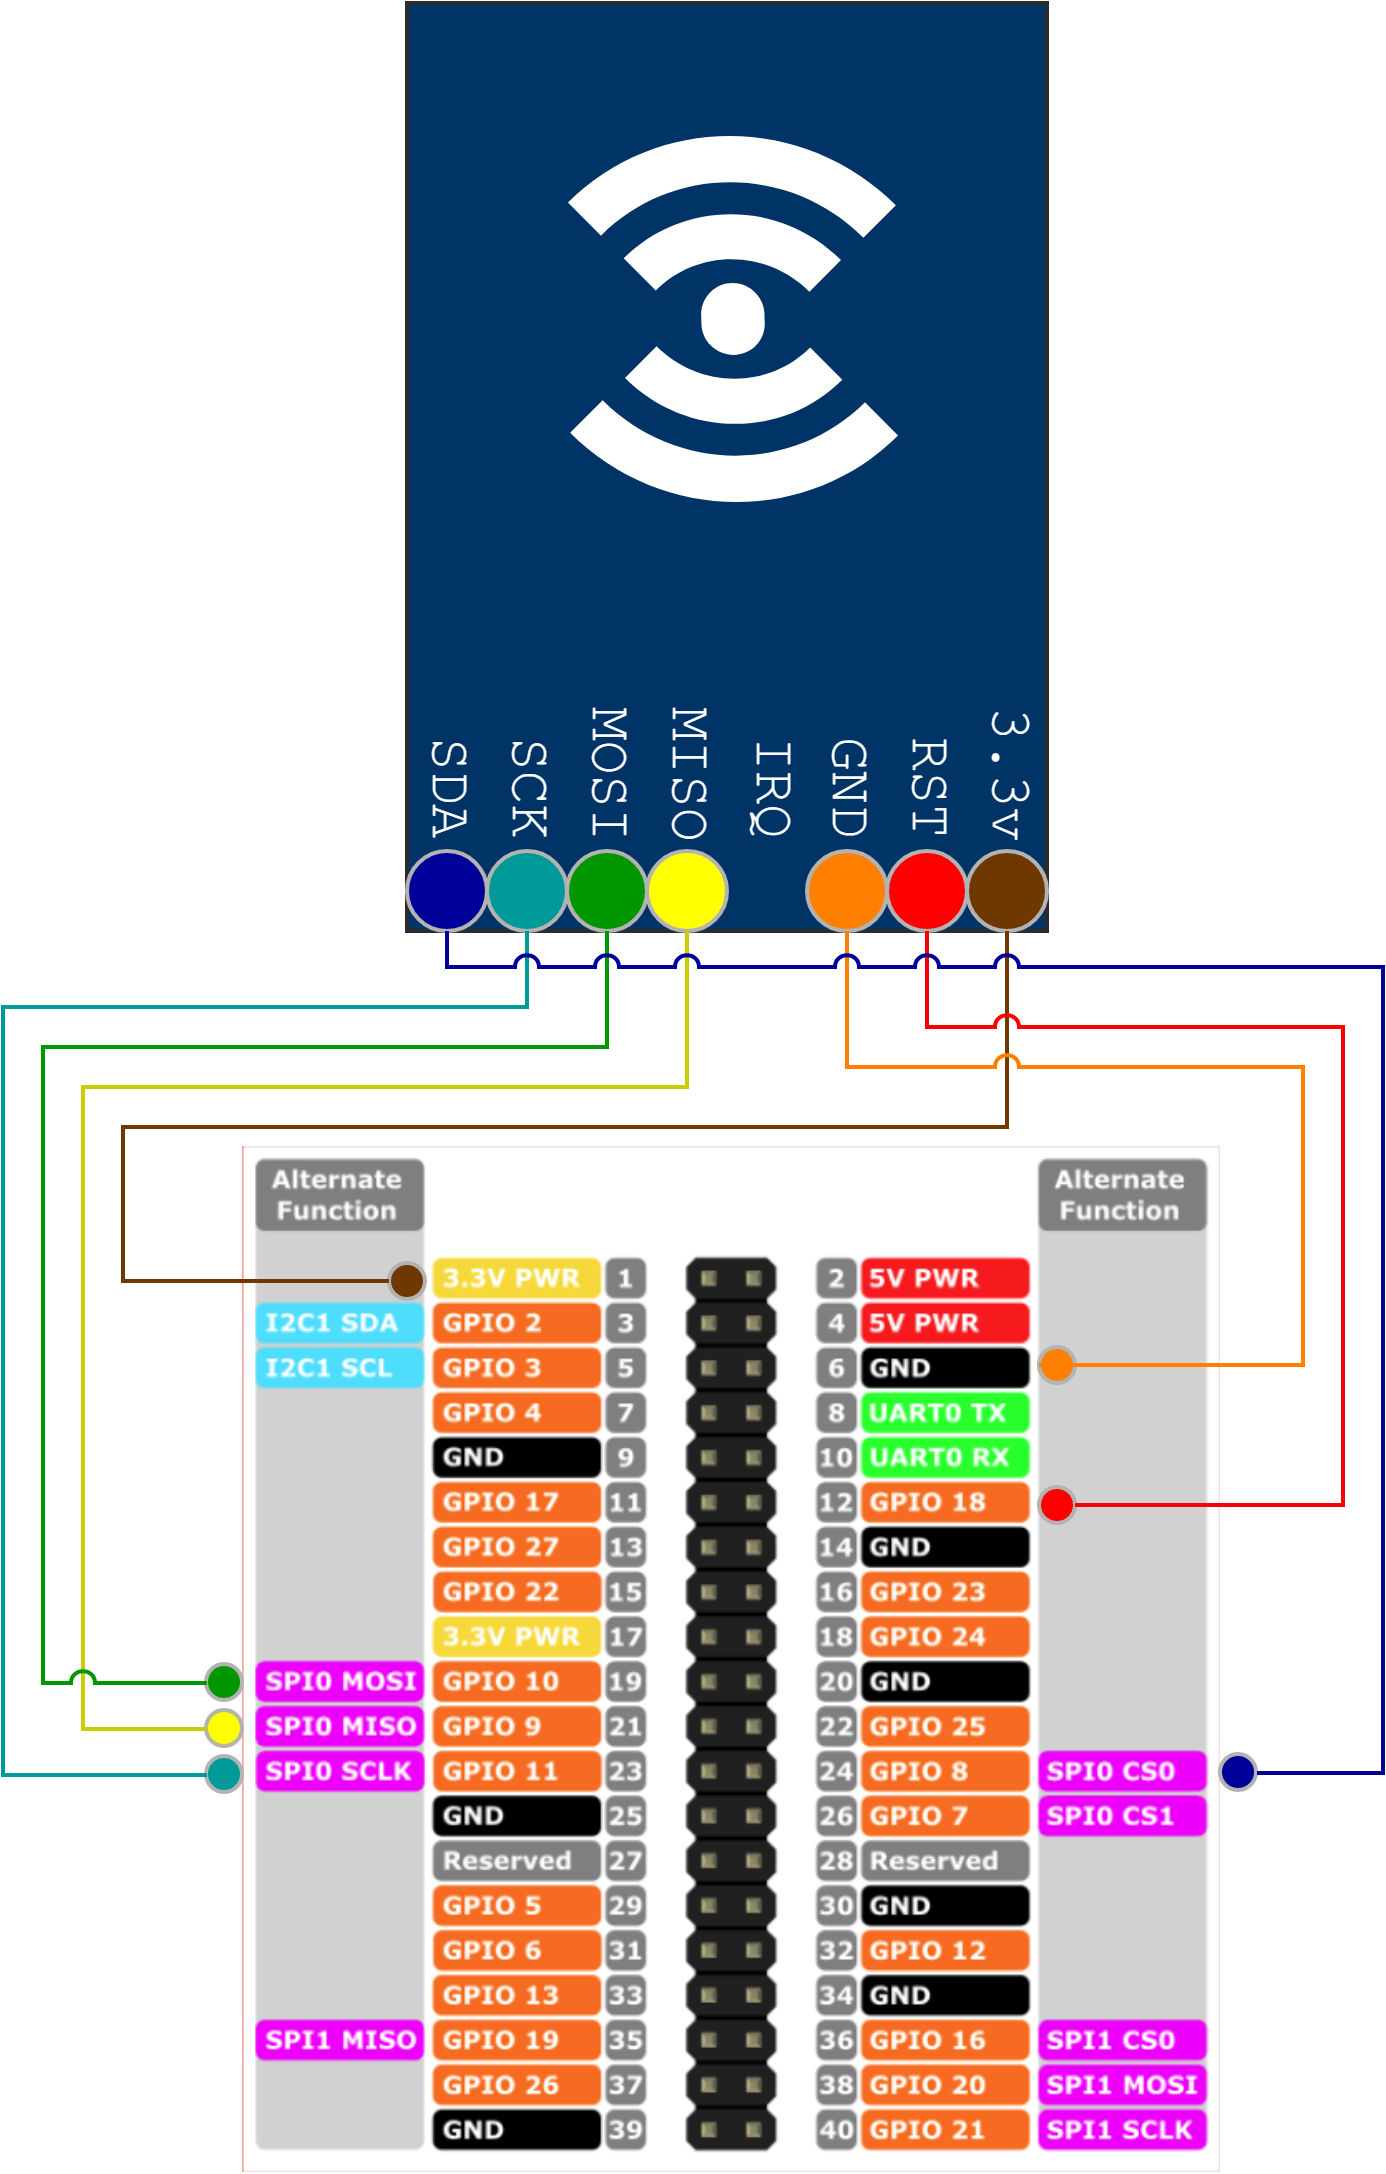 SDA
SCK
MOSI
MISO
IRQ
GND
RST
3.3v
Alternate
Function
Alternate
Function
3.3V PWR 1 2 5V PWR
I2C1 SDA GPIO 2 3 4 5V PWR
I2C1 SCL GPIO 3 5 6 GND
GPIO 4 7 8 UART0 TX
GND 9 10 UART0 RX
GPIO 17 11 12 GPIO 18
GPIO 27 13 14 GND
GPIO 22 15 16 GPIO 23
3.3V PWR 17 18 GPIO 24
SPI0 MOSI GPIO 10 19 20 GND
SPI0 MISO GPIO 9 21 22 GPIO 25
SPI0 SCLK GPIO 11 23 24 GPIO 8 SPI0 CS0
GND 25 26 GPIO 7 SPI0 CS1
Reserved 27 28 Reserved
GPIO 5 29 30 GND
GPIO 6 31 32 GPIO 12
GPIO 13 33 34 GND
SPI1 MISO GPIO 19 35 36 GPIO 16 SPI1 CS0
GPIO 26 37 38 GPIO 20 SPI1 MOSI
GND 39 40 GPIO 21 SPI1 SCLK